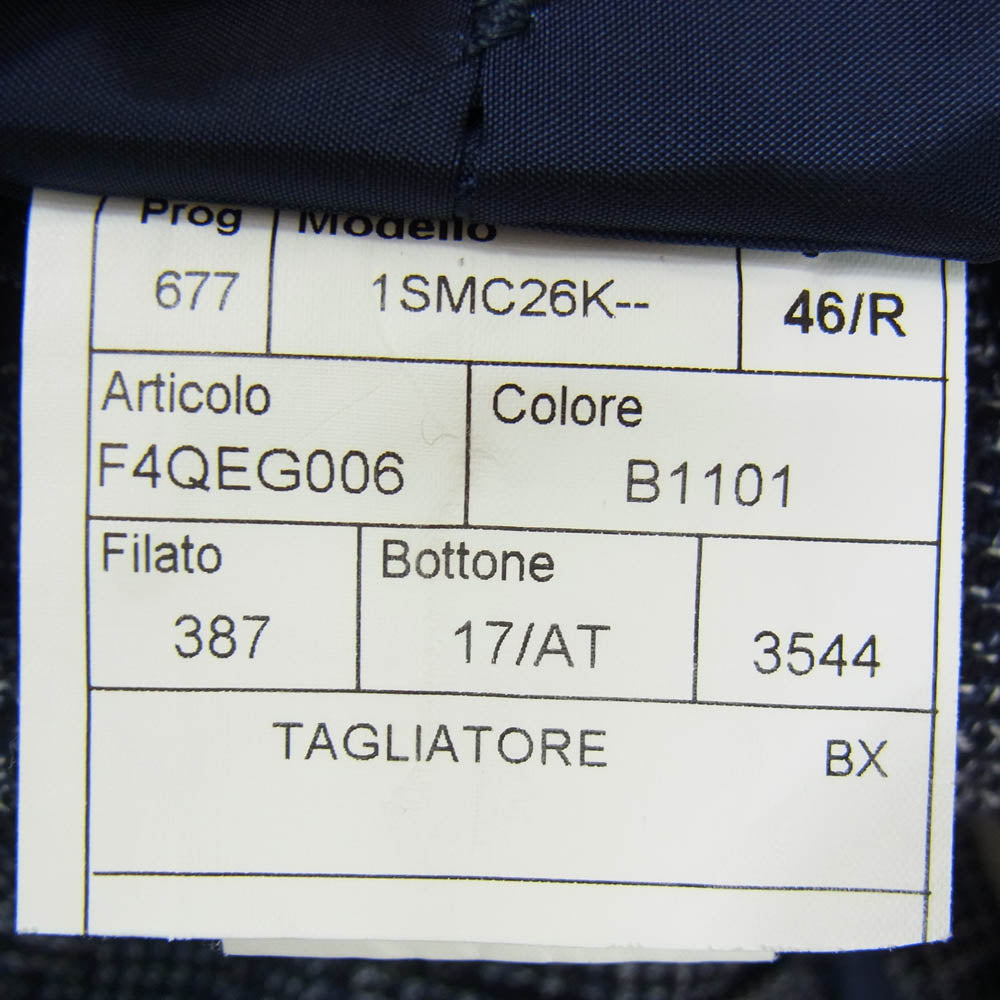 Prog Modello
677 1SMC26K-- 46/R
Articolo Colore
F4QEG006 B1101
Filato Bottone
387 17/AT 3544
TAGLIATORE BX